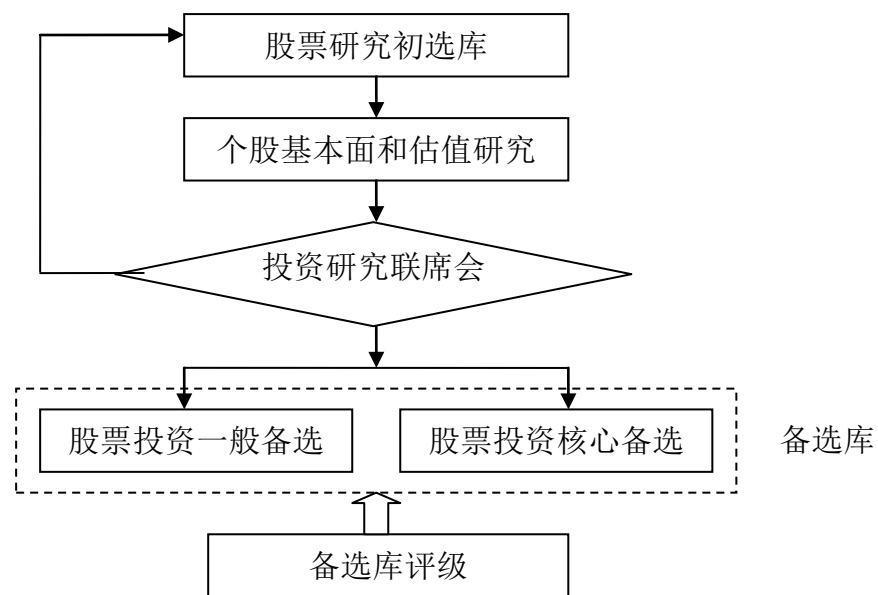 股票研究初选库
个股基本面和估值研究
投资研究联席会
股票投资一般备选
股票投资核心备选
备选库
备选库评级